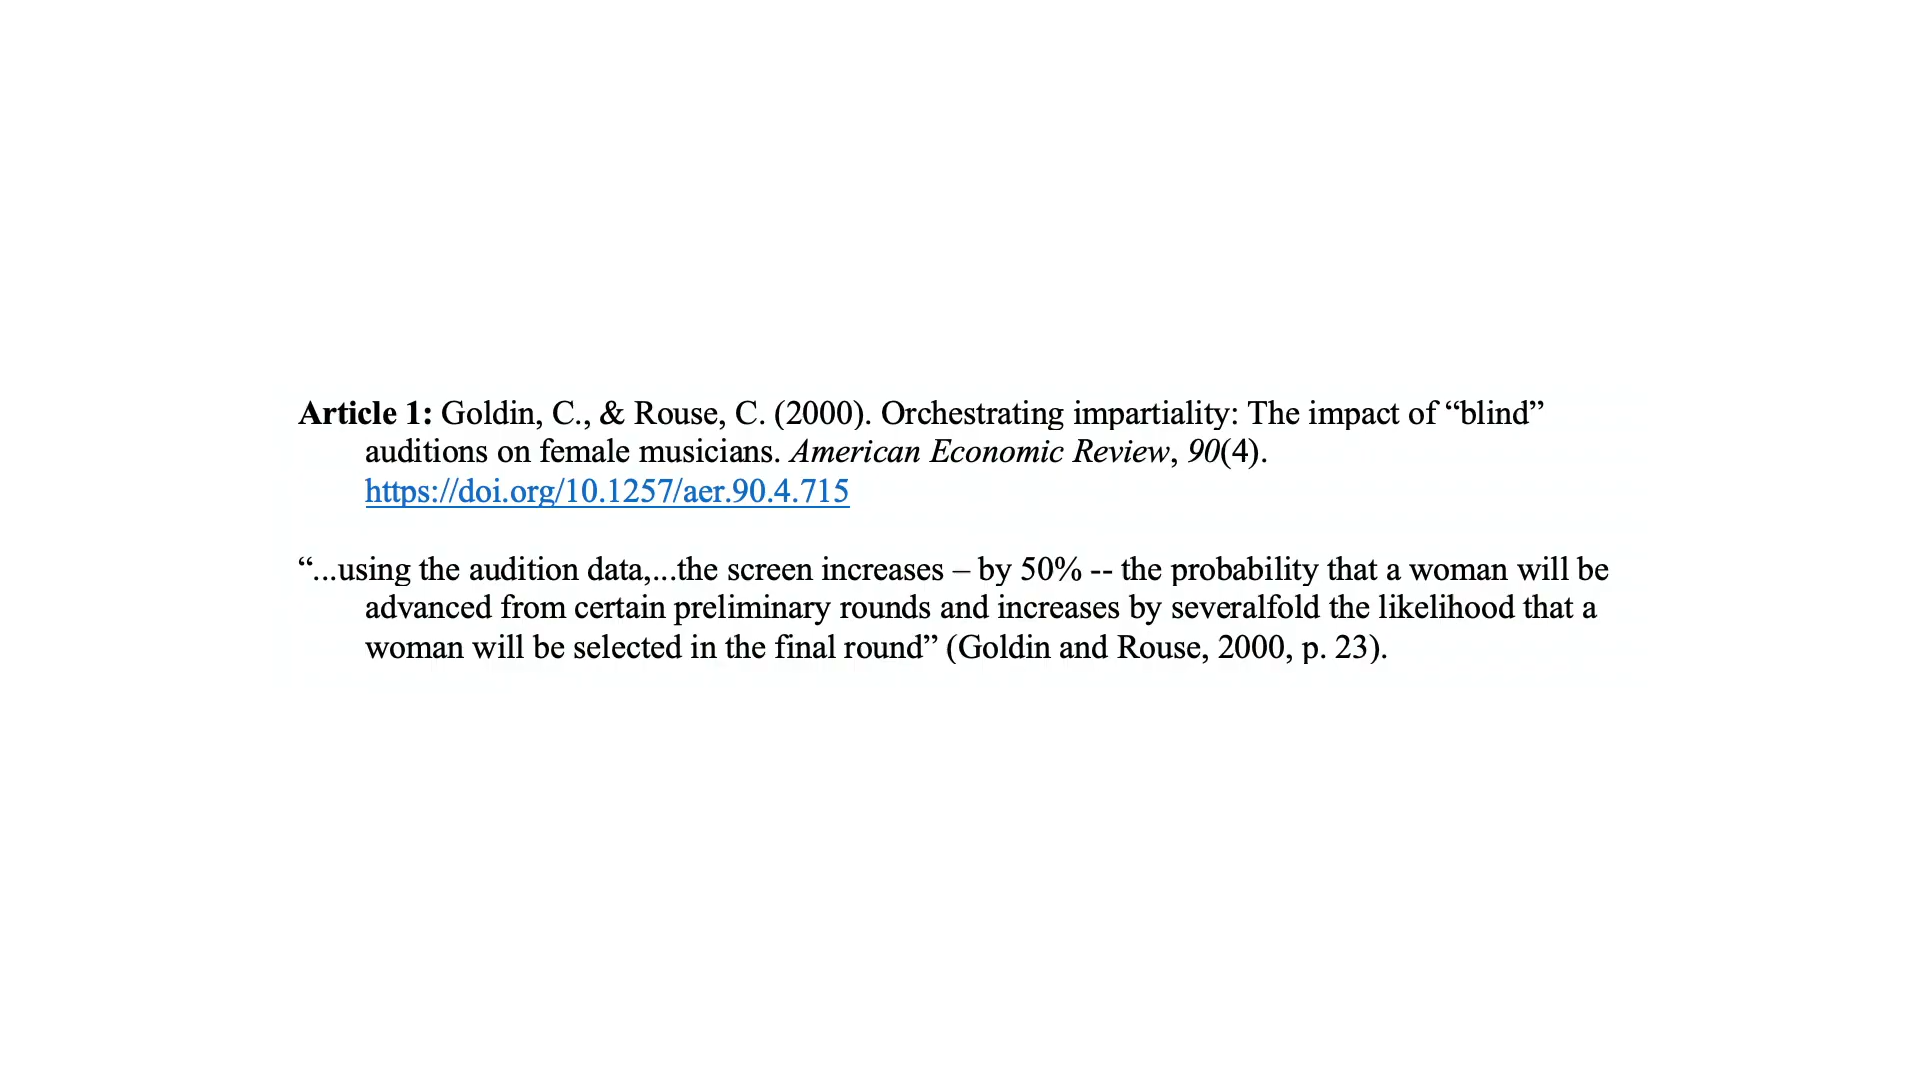 Article 1: Goldin, C., & Rouse, C. (2000). Orchestrating impartiality: The impact of “blind”
auditions on female musicians. American Economic Review, 90(4).
https://doi.org/10.1257/aer.90.4.715
“...using the audition data,...the screen increases – by 50% -- the probability that a woman will be
advanced from certain preliminary rounds and increases by severalfold the likelihood that a
woman will be selected in the final round” (Goldin and Rouse, 2000, p. 23).